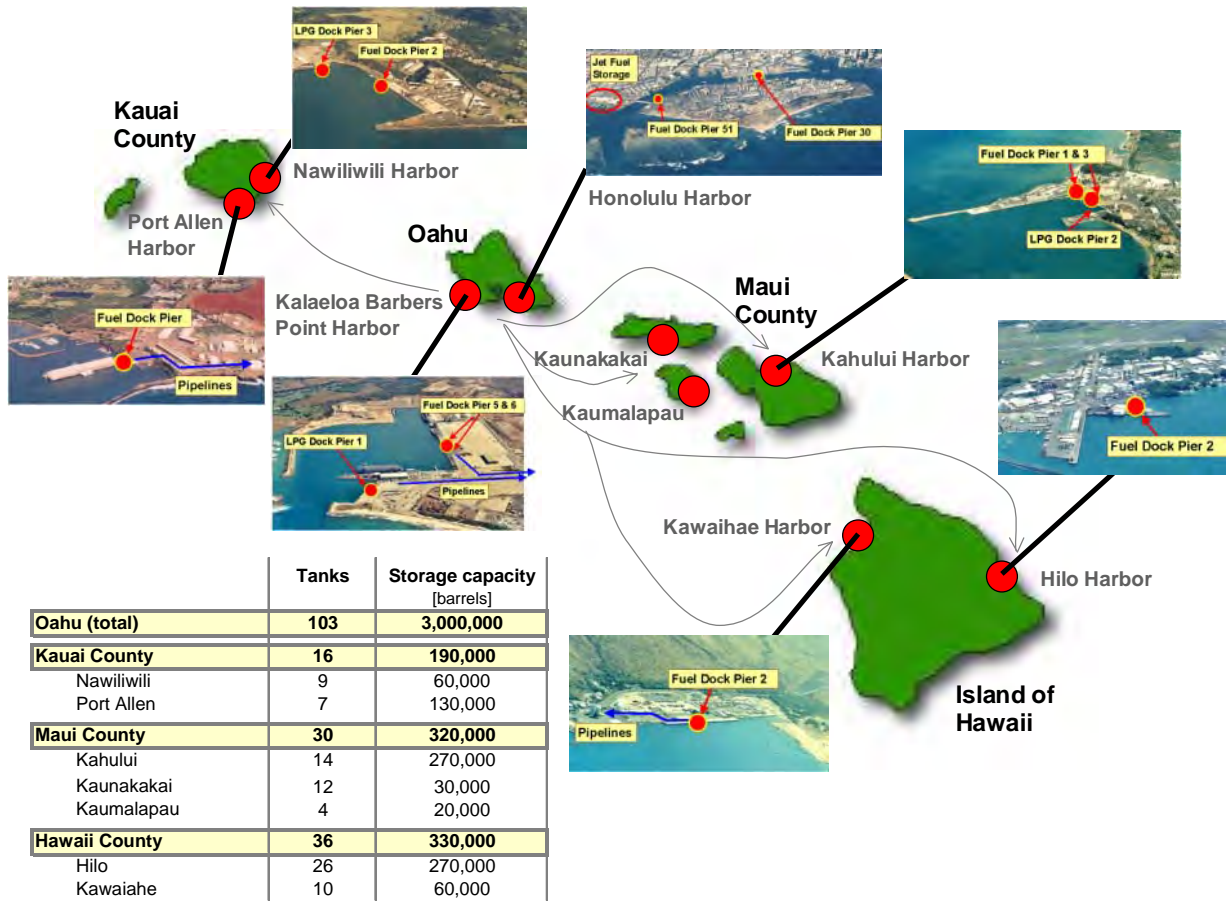 LPG Dock Pier 3
Fuel Dock Pier 2
Kauai
County
Nawiliwili Harbor
Port Allen
Harbor
Fuel Dock Pier
Pipelines
Jet Fuel
Storage
Fuel Dock Pier 51
Fuel Dock Pier 30
Honolulu Harbor
Oahu
Kalaeloa Barbers
Point Harbor
LPG Dock Pier 1
Fuel Dock Pier 5 & 6
Pipelines
Fuel Dock Pier 1 & 3
LPG Dock Pier 2
Maui
County
Kaunakakai
Kahului Harbor
Kaumalapau
Fuel Dock Pier 2
Kawaihae Harbor
Hilo Harbor
Fuel Dock Pier 2
Pipelines
Island of
Hawaii
Tanks Storage capacity
[barrels]
Oahu (total) 103 3,000,000
Kauai County 16 190,000
Nawiliwili 9 60,000
Port Allen 7 130,000
Maui County 30 320,000
Kahului 14 270,000
Kaunakakai 12 30,000
Kaumalapau 4 20,000
Hawaii County 36 330,000
Hilo 26 270,000
Kawaiahe 10 60,000